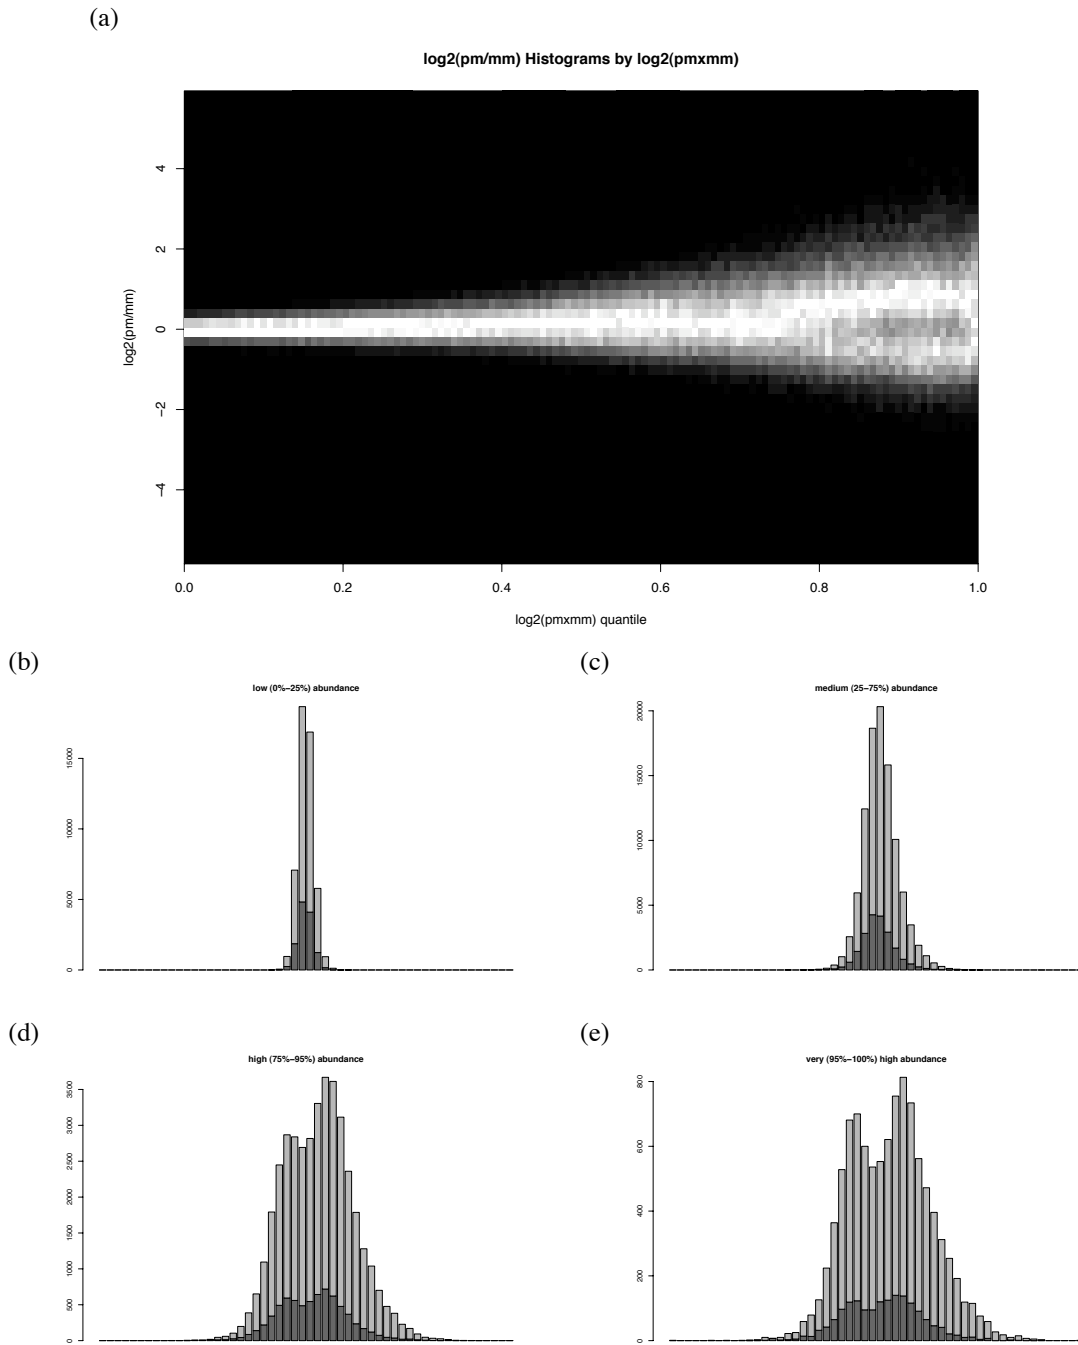 (a)
log2(pm/mm) Histograms by log2(pmxmm)
4
2
0
−2
−4
log2(pm/mm)
0.0 0.2 0.4 0.6 0.8 1.0
log2(pmxmm) quantile
(b)
low (0%−25%) abundance
15000
10000
5000
0
(c)
medium (25−75%) abundance
20000
15000
10000
5000
0
(d)
high (75%−95%) abundance
3500
3000
2500
2000
1500
1000
500
0
(e)
very (95%−100%) high abundance
800
600
400
200
0